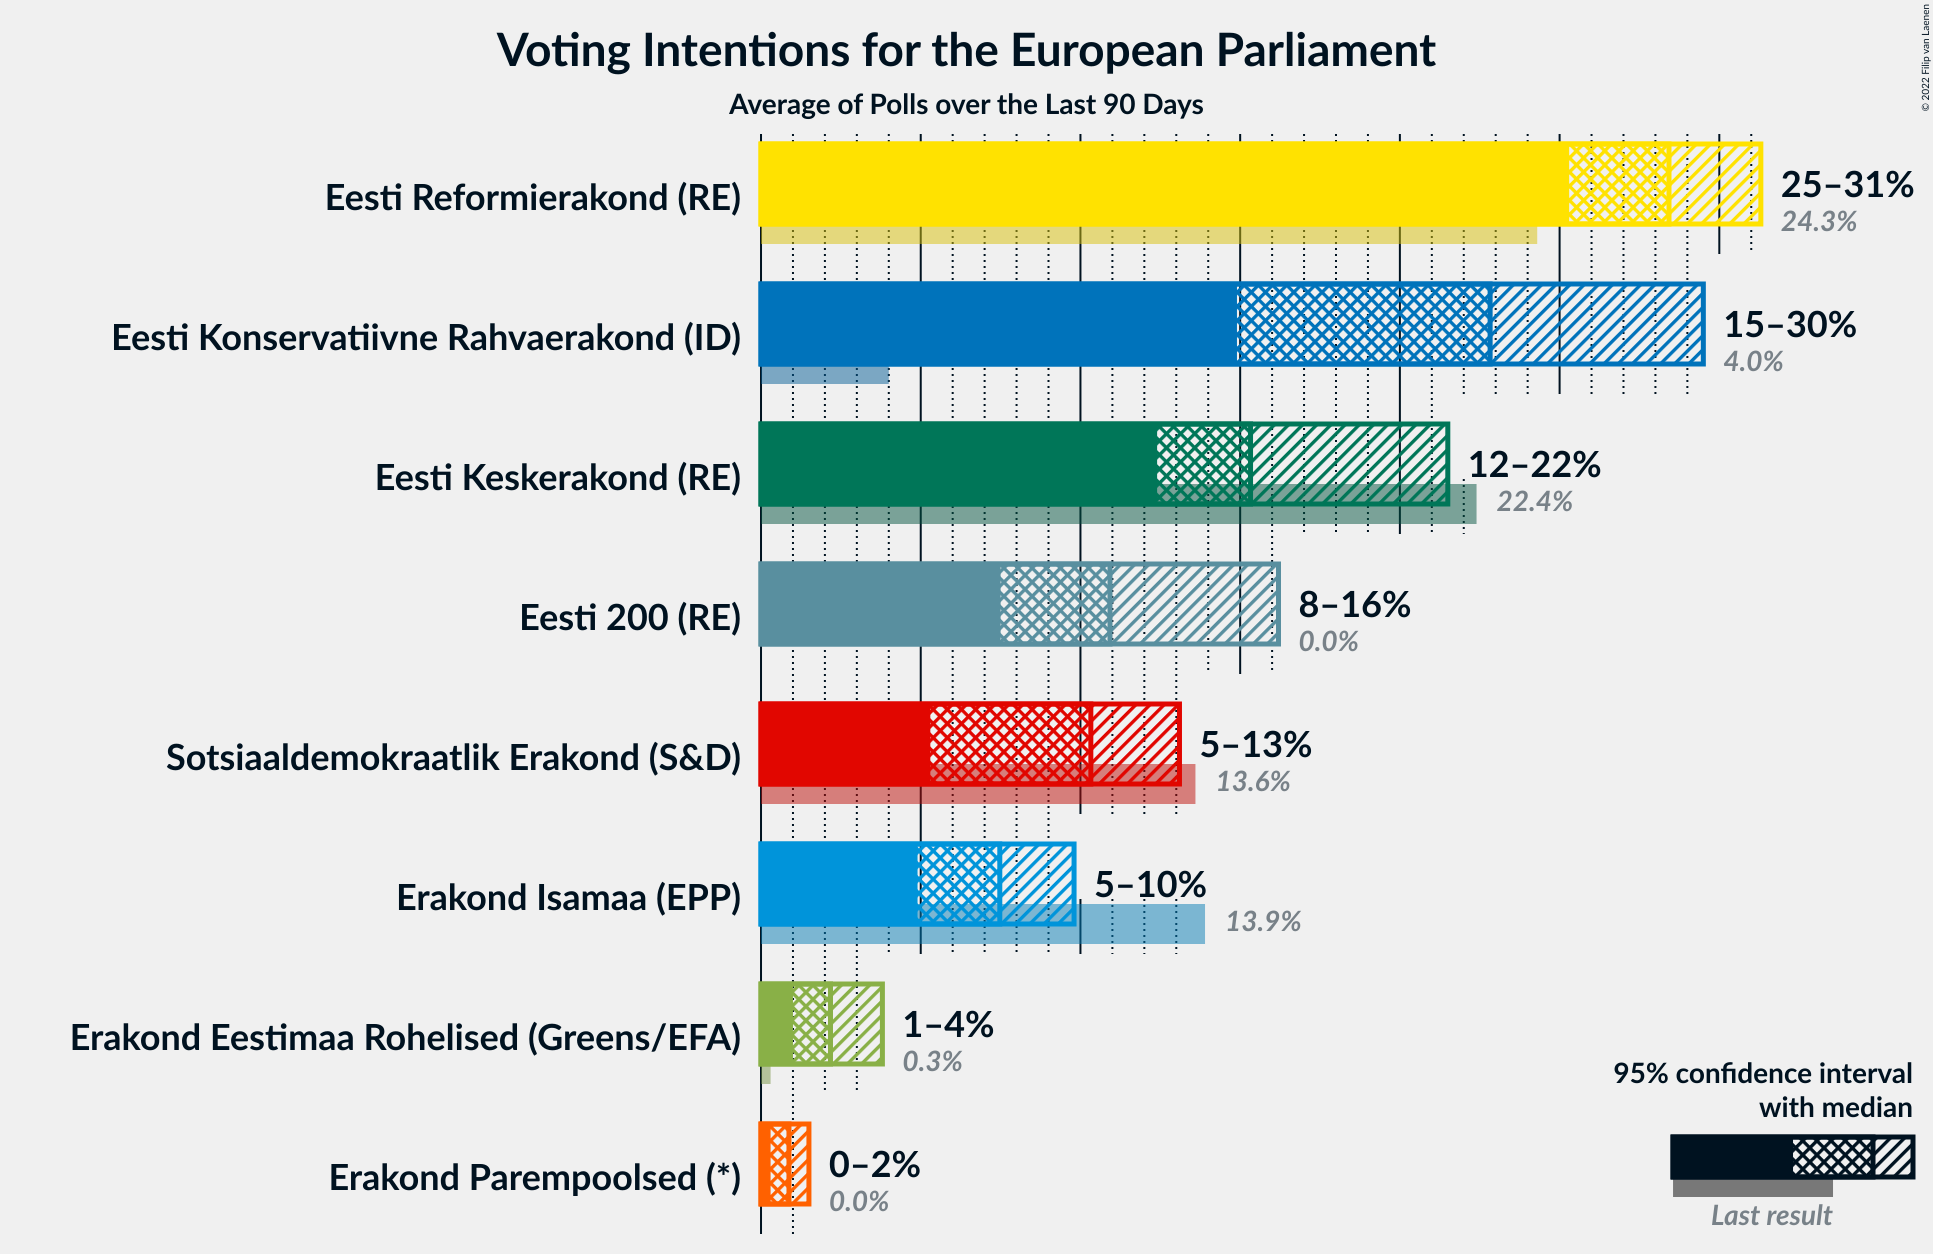 Voting Intentions for the European Parliament
Average of Polls over the Last 90 Days
© 2022 Filip van Laenen
Eesti Reformierakond (RE)
25–31%
24.3%
Eesti Konservatiivne Rahvaerakond (ID)
15–30%
4.0%
Eesti Keskerakond (RE)
12–22%
22.4%
Eesti 200 (RE)
8–16%
0.0%
Sotsiaaldemokraatlik Erakond (S&D)
5–13%
13.6%
Erakond Isamaa (EPP)
5–10%
13.9%
Erakond Eestimaa Rohelised (Greens/EFA)
1–4%
0.3%
Erakond Parempoolsed (*)
0–2%
0.0%
95% confidence interval
with median
Last result